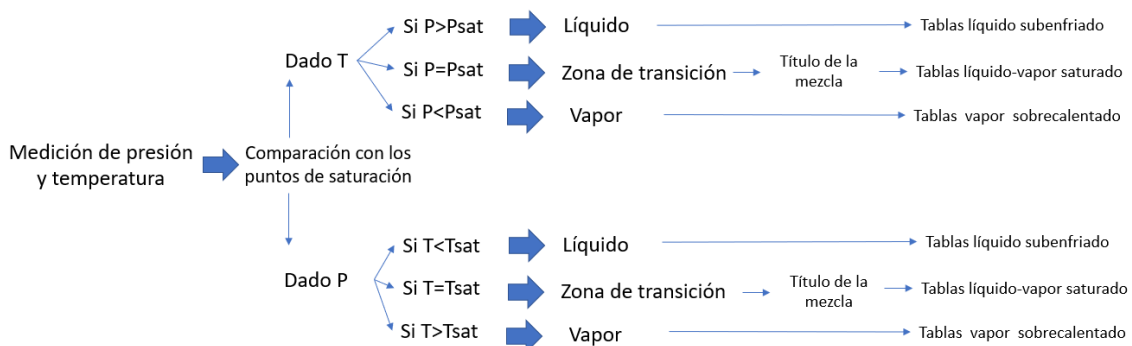 Medición de presión
y temperatura
Comparación con los
puntos de saturación
Dado T
Si P>Psat
Líquido
Tablas líquido subenfriado
Si P=Psat
Zona de transición
Título de la
mezcla
Tablas líquido-vapor saturado
Si P<Psat
Vapor
Tablas vapor sobrecalentado
Dado P
Si T<Tsat
Líquido
Tablas líquido subenfriado
Si T=Tsat
Zona de transición
Título de la
mezcla
Tablas líquido-vapor saturado
Si T>Tsat
Vapor
Tablas vapor sobrecalentado